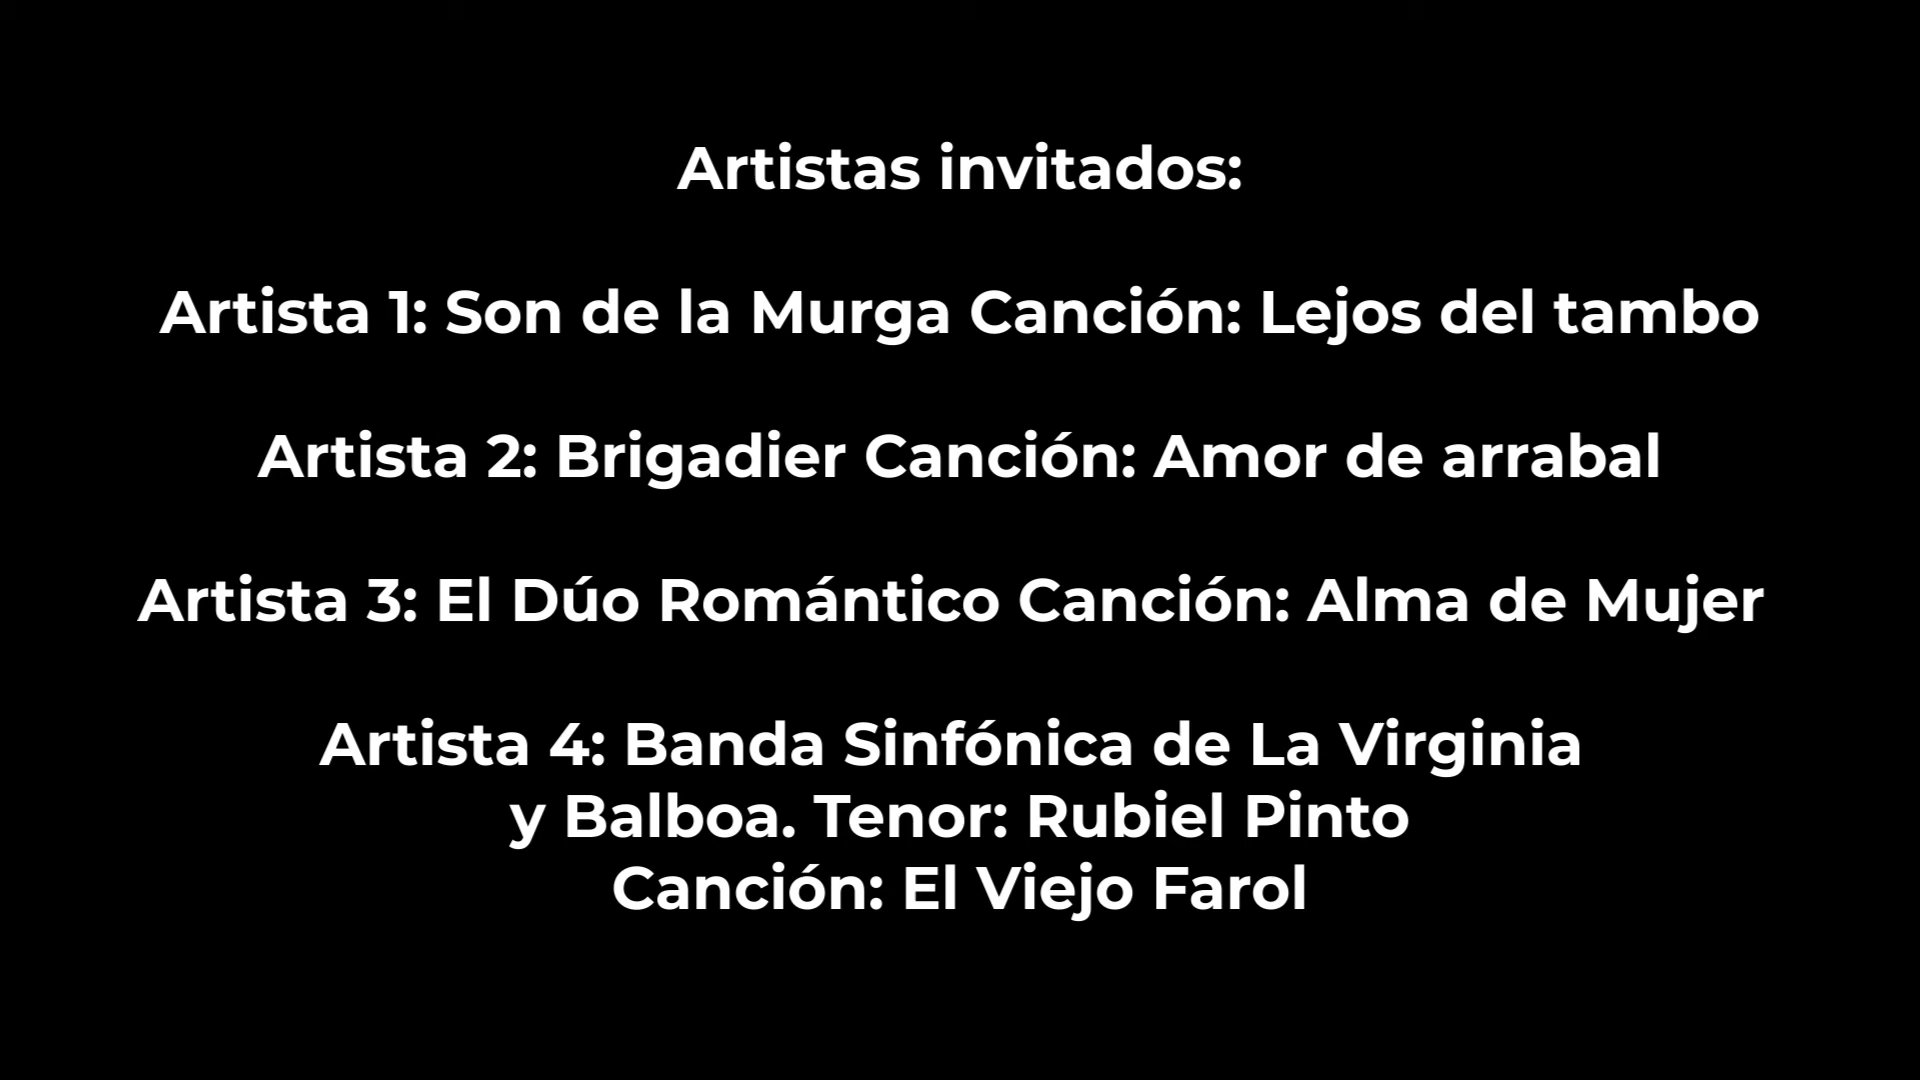 Artistas invitados:
Artista 1: Son de la Murga Canción: Lejos del tambo
Artista 2: Brigadier Canción: Amor de arrabal
Artista 3: El Dúo Romántico Canción: Alma de Mujer
Artista 4: Banda Sinfónica de La Virginia
y Balboa. Tenor: Rubiel Pinto
Canción: El Viejo Farol